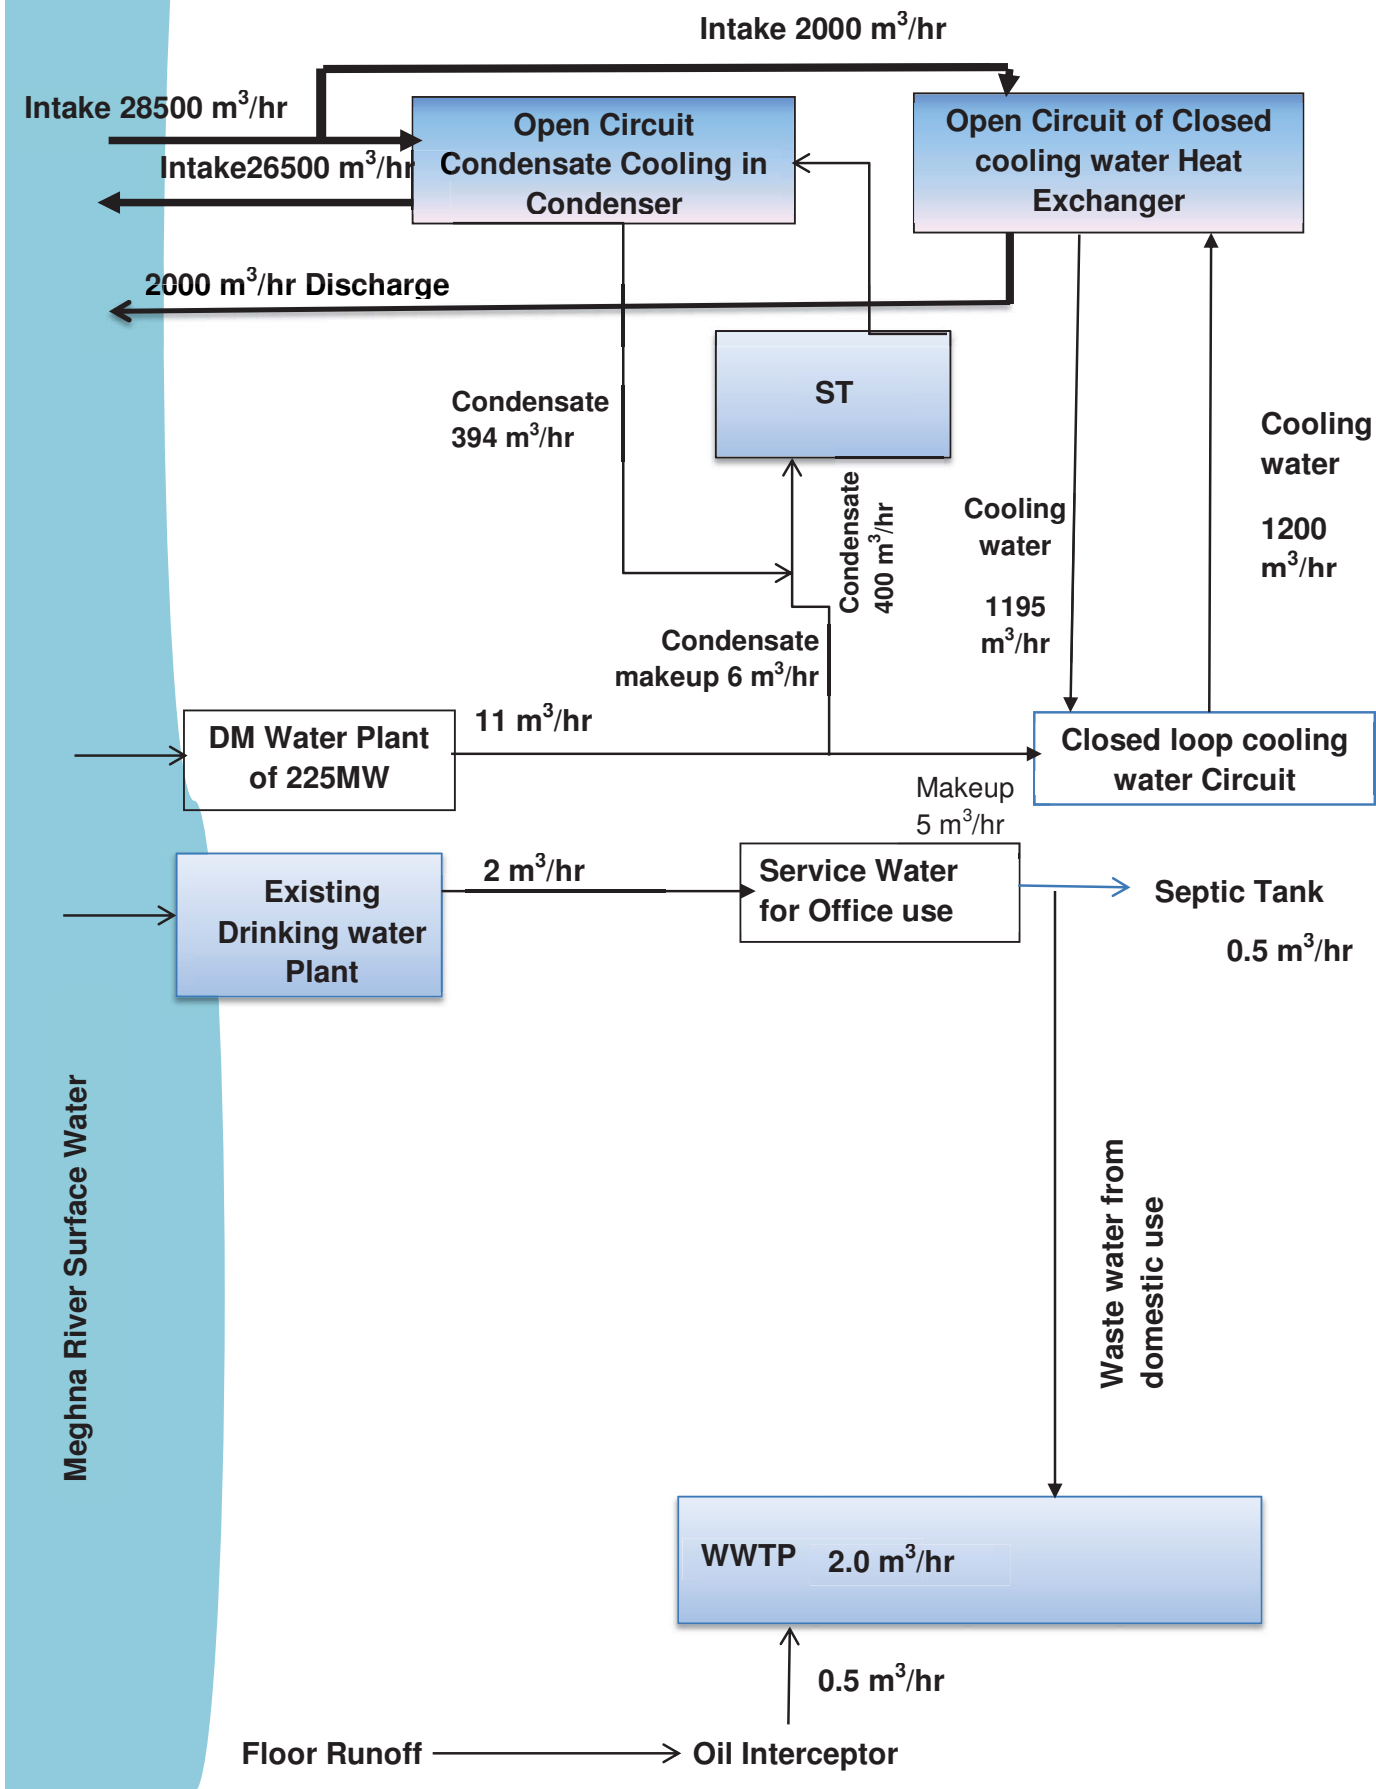 Intake 2000 m³/hr
Intake 28500 m³/hr
Intake26500 m³/hr
Open Circuit
Condensate Cooling in
Condenser
Open Circuit of Closed
cooling water Heat
Exchanger
2000 m³/hr Discharge
ST
Condensate
394 m³/hr
Condensate
400 m³/hr
Cooling
water
1195
m³/hr
Cooling
water
1200
m³/hr
Condensate
makeup 6 m³/hr
DM Water Plant
of 225MW
11 m³/hr
Closed loop cooling
water Circuit
Makeup
5 m³/hr
Existing
Drinking water
Plant
2 m³/hr
Service Water
for Office use
Septic Tank
0.5 m³/hr
Meghna River Surface Water
Waste water from
domestic use
WWTP 2.0 m³/hr
0.5 m³/hr
Floor Runoff
Oil Interceptor